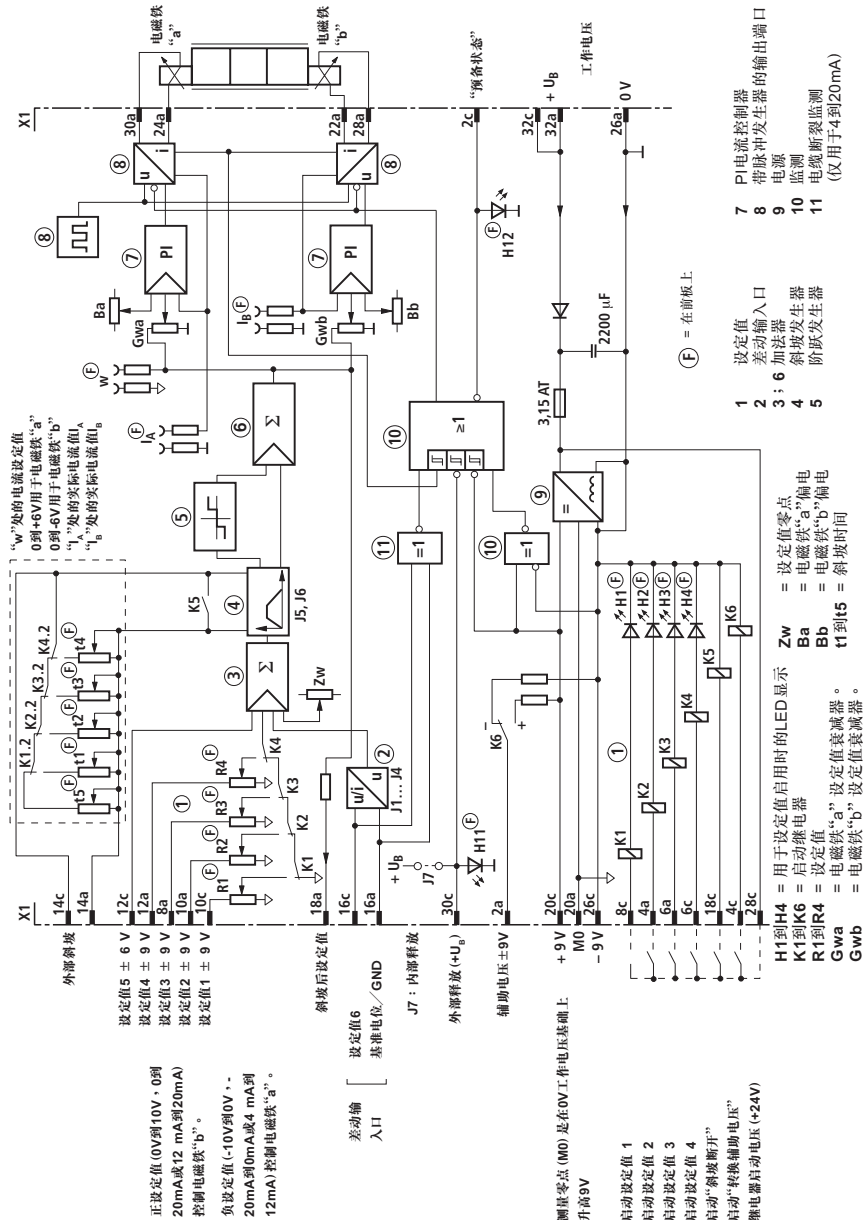 X1
外部斜坡
14c
14a
设定值5 ± 6 V
12c
设定值4 ± 9 V
12a
设定值3 ± 9 V
8a
设定值2 ± 9 V
10a
设定值1 ± 9 V
10c
正设定值(0V到10V，0到
20mA或12 mA到20mA)
控制电磁铁“b”。
负设定值(-10V到0V，-
20mA到0mA或4 mA到
12mA)控制电磁铁“a”。
斜坡后设定值
18a
差动输
入口
设定值6
16c
基准电位／GND
16a
J7：内部释放
外部释放(+UB)
30c
辅助电压±9V
2a
+ 9 V
20c
M0
20a
− 9 V
26c
测量零点(M0)是在0V工作电压基础上
升高9V
启动设定值 1
8c
启动设定值 2
4a
启动设定值 3
6a
启动设定值 4
6c
启动“斜坡断开”
18c
启动“转换辅助电压”
4c
继电器启动电压(+24V)
28c
K1.2
K2.2
K3.2
K4.2
t5
t1
t2
t3
t4
F
F
F
F
F
“w”处的电流设定值
0到+6V用于电磁铁“a”
0到-6V用于电磁铁“b”
“IA”处的实际电流值IA
“IB”处的实际电流值IB
R1
R2
R3
R4
F
F
F
F
1
K1
K2
K3
K4
K5
3
Σ
Zw
4
J5, J6
5
6
Σ
2
u/i
u
J1... J4
+ UB
J7
H11
F
K6
−
+
11
=1
10
=1
10
≥1
IA
F
w
F
IB
F
Ba
Gwa
7
PI
Gwb
Bb
7
PI
8
8
u
i
8
u
i
X1
30a
24a
22a
28a
电磁铁
“a”
电磁铁
“b”
2c
“预备状态”
H12
F
32c
32a
+ UB
工作电压
26a
0 V
9
=
3,15 AT
2200 µF
1
K1
K2
K3
K4
K5
K6
H1
H2
H3
H4
F
F
F
F
F = 在前板上
H1到H4 = 用于设定值启用时的LED显示
K1到K6 = 启动继电器
R1到R4 = 设定值
Gwa = 电磁铁“a” 设定值衰减器。
Gwb = 电磁铁“b” 设定值衰减器。
Zw = 设定值零点
Ba = 电磁铁“a”偏电
Bb = 电磁铁“b”偏电
t1到t5 = 斜坡时间
1 设定值
2 差动输入口
3；6 加法器
4 斜坡发生器
5 阶跃发生器
7 PI电流控制器
8 带脉冲发生器的输出端口
9 电源
10 监测
11 电缆断裂监测
(仅用于4到20mA)